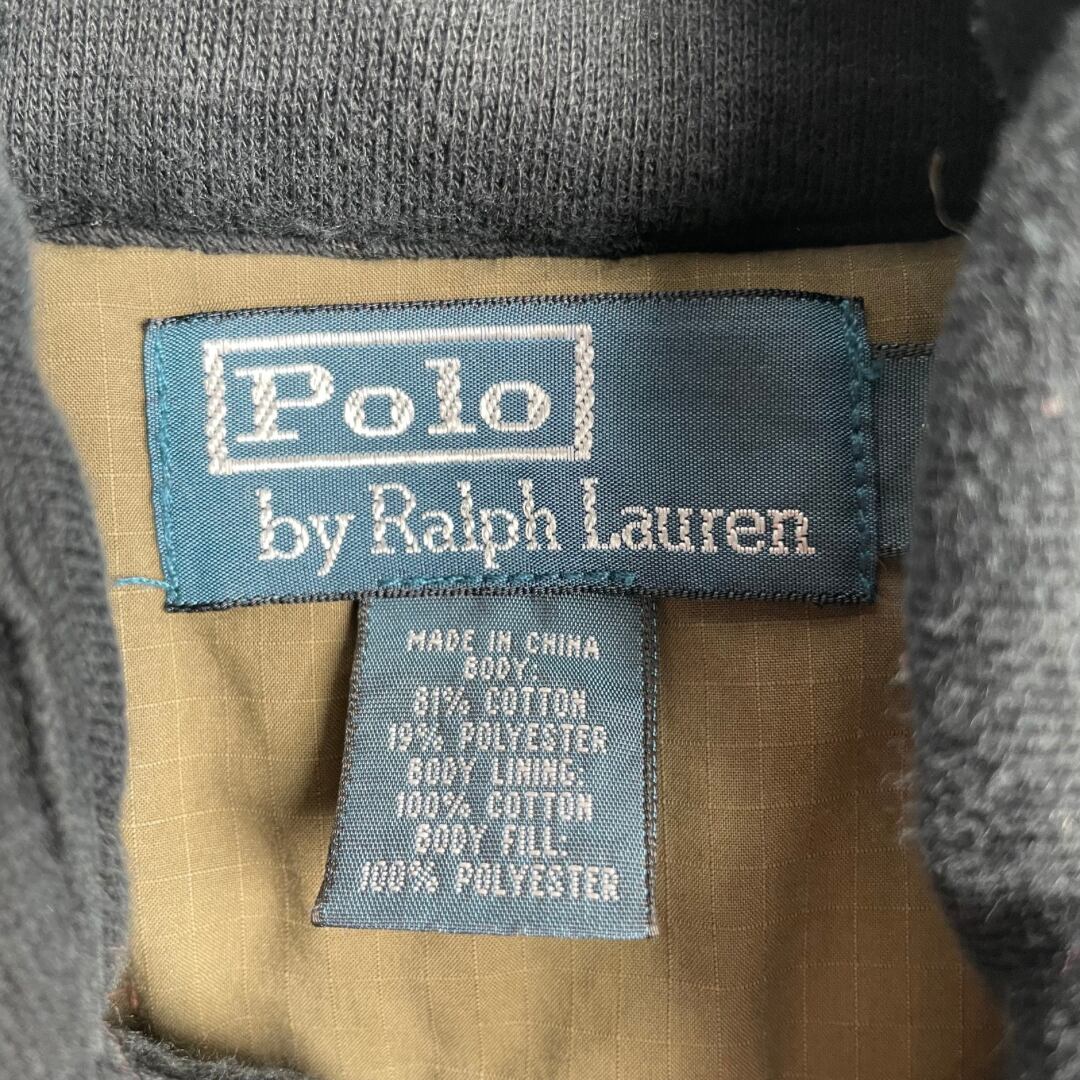 Polo
by Ralph Lauren
MADE IN CHINA
BODY:
81% COTTON
19% POLYESTER
BODY LINING:
100% COTTON
BODY FILL:
100% POLYESTER